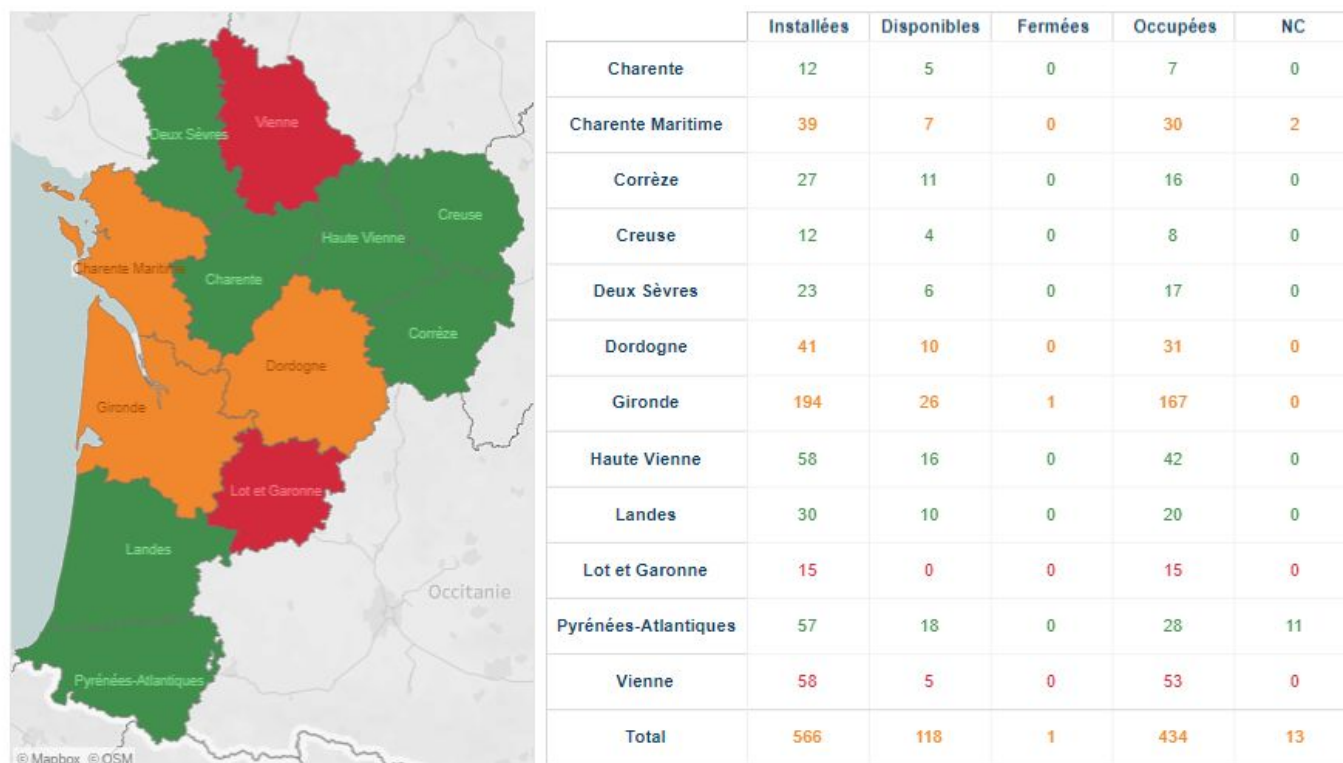 Vienne
Deux Sèvres
Creuse
Haute Vienne
Charente Maritime
Charente
Corrèze
Dordogne
Gironde
Lot et Garonne
Landes
Occitanie
Pyrénées-Atlantiques
© Mapbox © OSM
Installées Disponibles Fermées Occupées NC
Charente 12 5 0 7 0
Charente Maritime 39 7 0 30 2
Corrèze 27 11 0 16 0
Creuse 12 4 0 8 0
Deux Sèvres 23 6 0 17 0
Dordogne 41 10 0 31 0
Gironde 194 26 1 167 0
Haute Vienne 58 16 0 42 0
Landes 30 10 0 20 0
Lot et Garonne 15 0 0 15 0
Pyrénées-Atlantiques 57 18 0 28 11
Vienne 58 5 0 53 0
Total 566 118 1 434 13